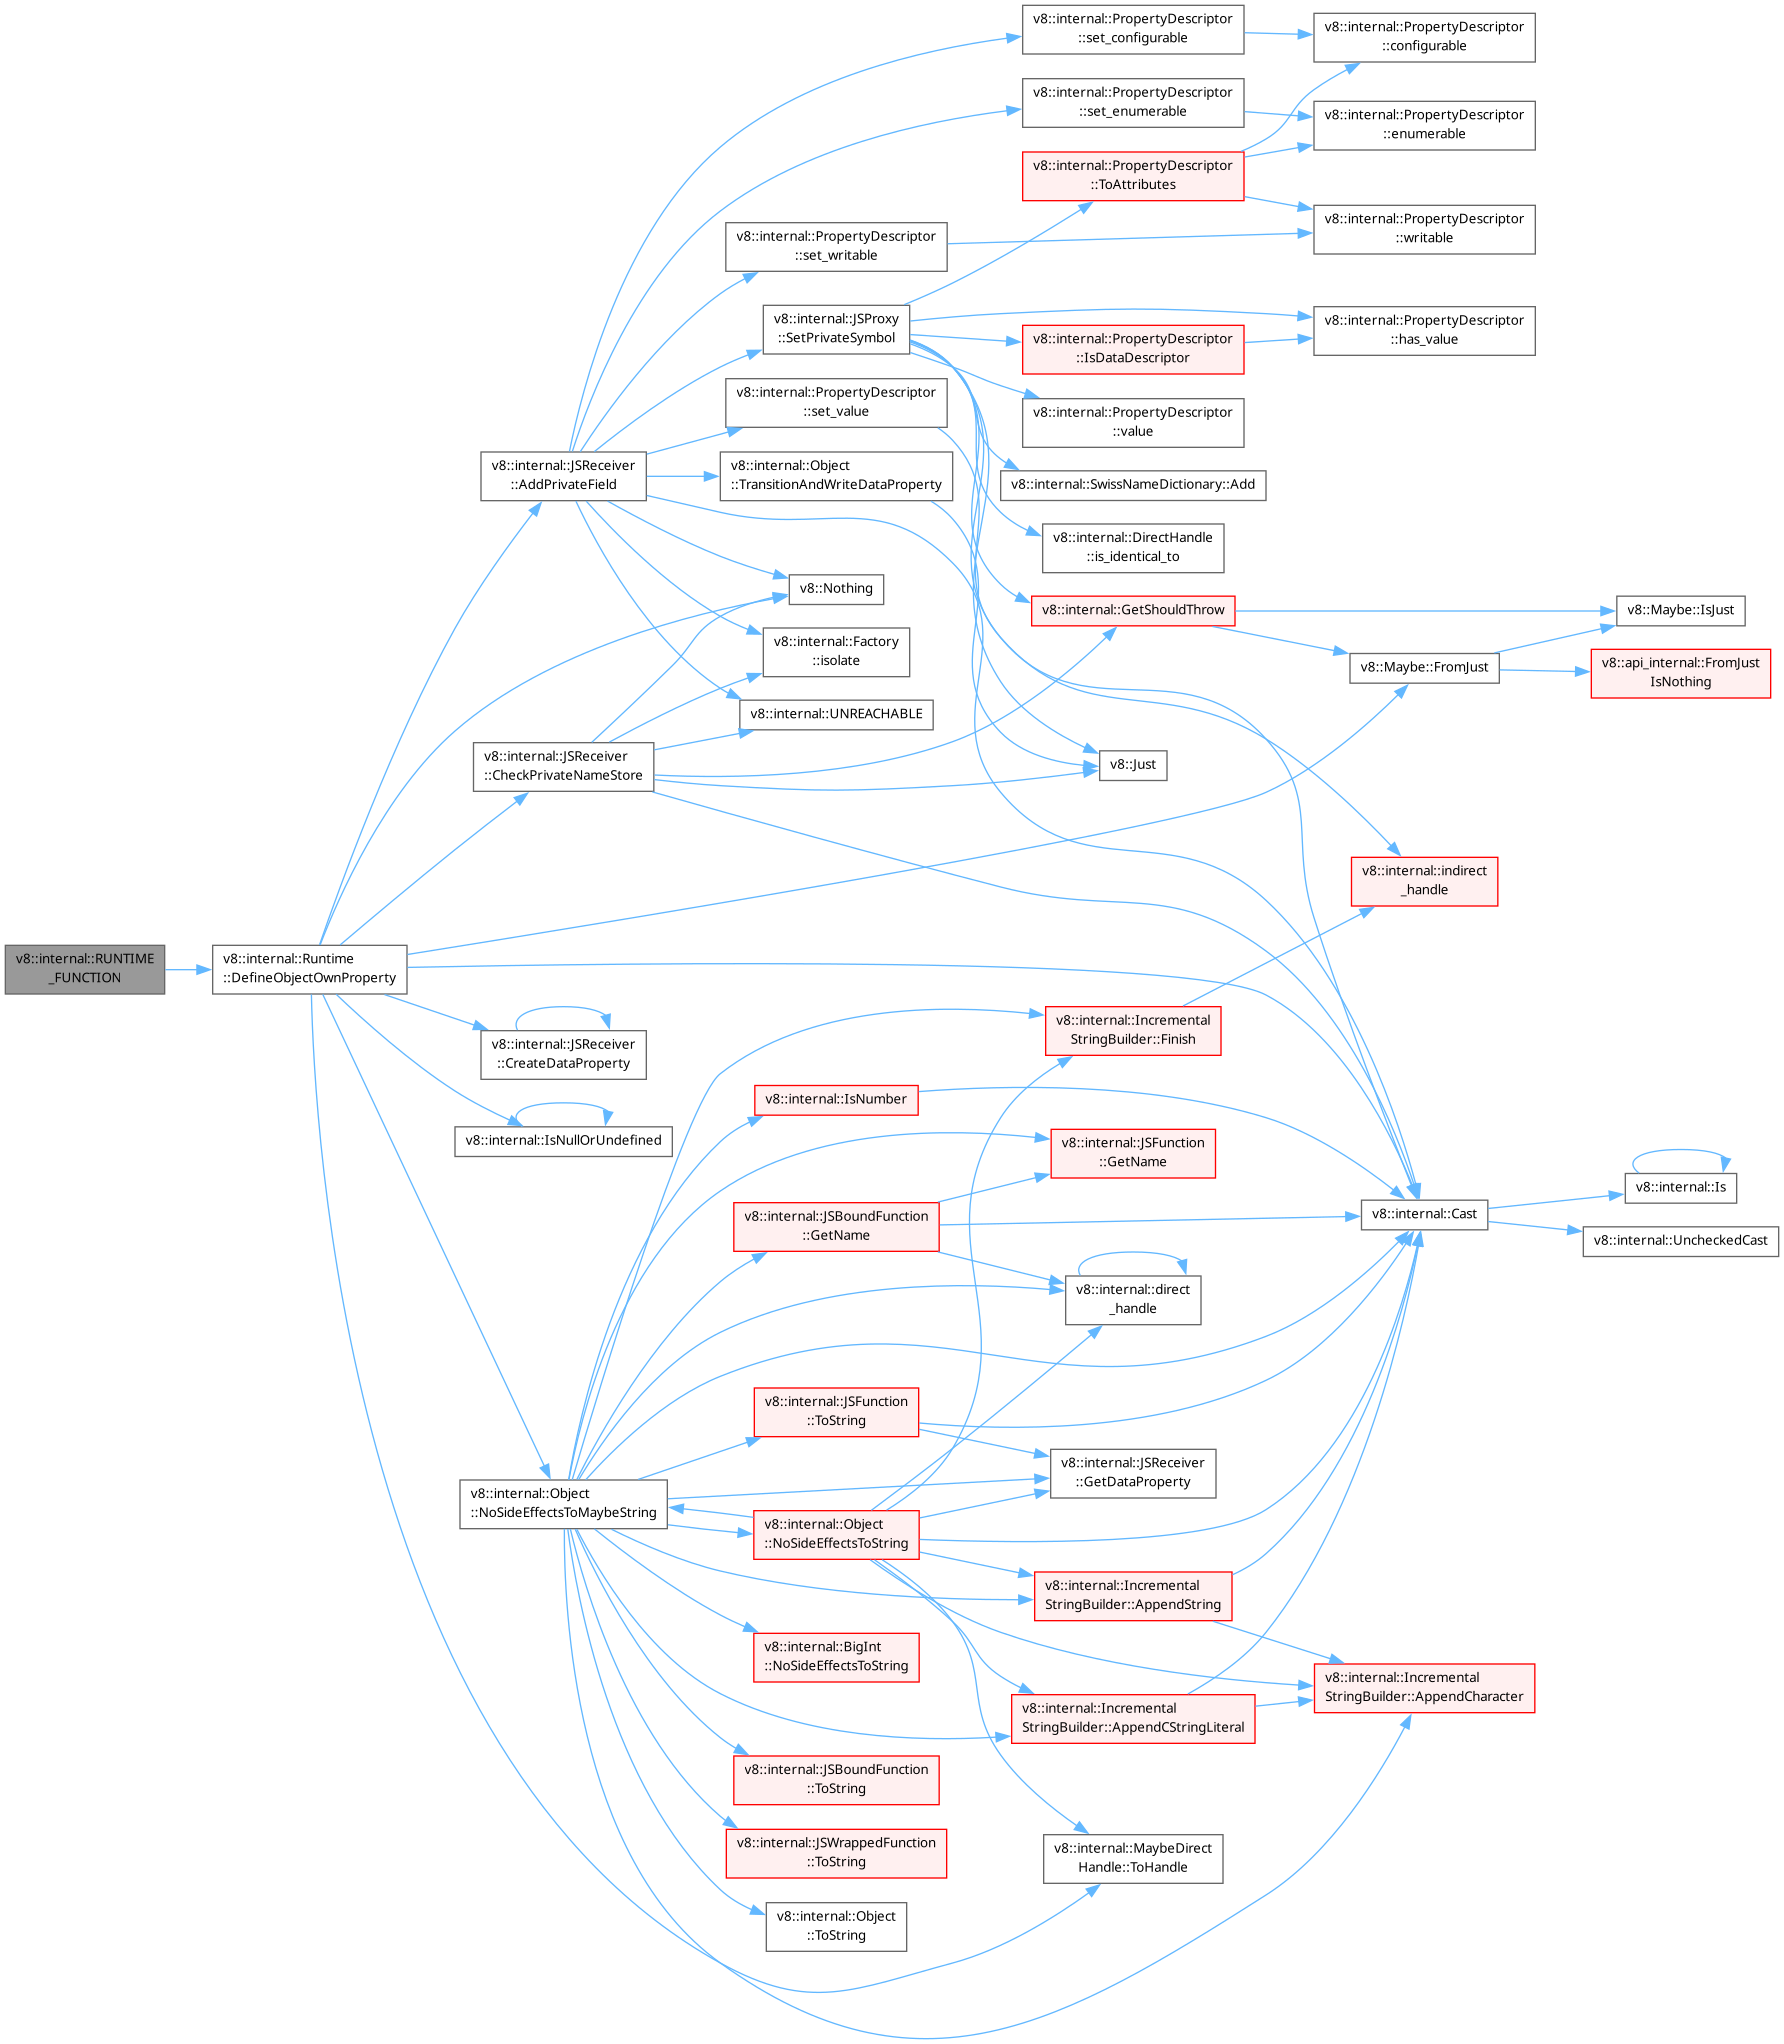 v8::internal::RUNTIME
_FUNCTION
v8::internal::Runtime
::DefineObjectOwnProperty
v8::internal::JSReceiver
::AddPrivateField
v8::internal::JSReceiver
::CheckPrivateNameStore
v8::internal::JSReceiver
::CreateDataProperty
v8::internal::IsNullOrUndefined
v8::internal::Object
::NoSideEffectsToMaybeString
v8::internal::PropertyDescriptor
::set_writable
v8::internal::JSProxy
::SetPrivateSymbol
v8::internal::PropertyDescriptor
::set_value
v8::internal::Object
::TransitionAndWriteDataProperty
v8::Nothing
v8::internal::Factory
::isolate
v8::internal::UNREACHABLE
v8::internal::IsNumber
v8::internal::JSBoundFunction
::GetName
v8::internal::JSFunction
::ToString
v8::internal::Object
::NoSideEffectsToString
v8::internal::BigInt
::NoSideEffectsToString
v8::internal::JSBoundFunction
::ToString
v8::internal::JSWrappedFunction
::ToString
v8::internal::Object
::ToString
v8::internal::PropertyDescriptor
::set_configurable
v8::internal::PropertyDescriptor
::set_enumerable
v8::internal::PropertyDescriptor
::ToAttributes
v8::internal::PropertyDescriptor
::IsDataDescriptor
v8::internal::PropertyDescriptor
::value
v8::internal::SwissNameDictionary::Add
v8::internal::DirectHandle
::is_identical_to
v8::internal::GetShouldThrow
v8::Just
v8::internal::Incremental
StringBuilder::Finish
v8::internal::JSFunction
::GetName
v8::internal::direct
_handle
v8::internal::JSReceiver
::GetDataProperty
v8::internal::Incremental
StringBuilder::AppendString
v8::internal::Incremental
StringBuilder::AppendCStringLiteral
v8::internal::MaybeDirect
Handle::ToHandle
v8::internal::PropertyDescriptor
::configurable
v8::internal::PropertyDescriptor
::enumerable
v8::internal::PropertyDescriptor
::writable
v8::internal::PropertyDescriptor
::has_value
v8::Maybe::FromJust
v8::internal::indirect
_handle
v8::internal::Cast
v8::internal::Incremental
StringBuilder::AppendCharacter
v8::Maybe::IsJust
v8::api_internal::FromJust
IsNothing
v8::internal::Is
v8::internal::UncheckedCast